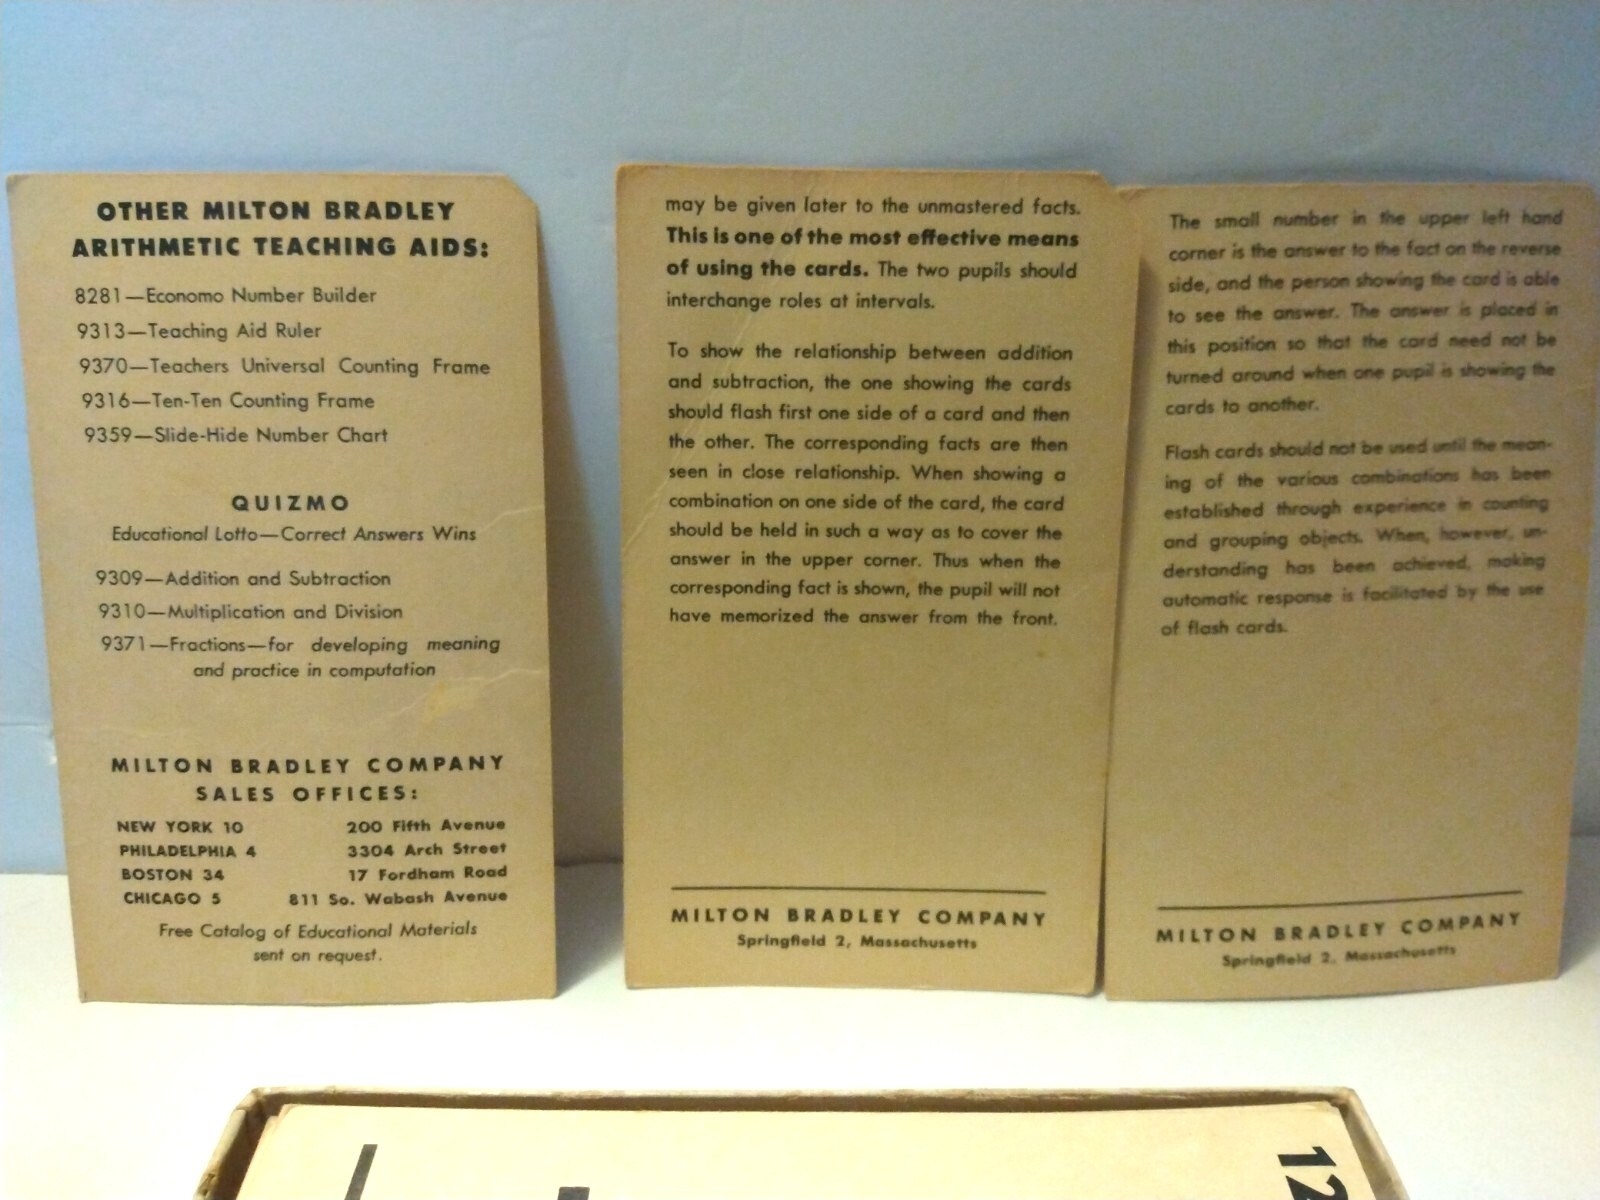 OTHER MILTON BRADLEY
ARITHMETIC TEACHING AIDS:
8281—Economo Number Builder
9313—Teaching Aid Ruler
9370—Teachers Universal Counting Frame
9316—Ten-Ten Counting Frame
9359—Slide-Hide Number Chart
QUIZMO
Educational Lotto—Correct Answers Wins
9309—Addition and Subtraction
9310—Multiplication and Division
9371—Fractions—for developing meaning
and practice in computation
MILTON BRADLEY COMPANY
SALES OFFICES:
NEW YORK 10 200 Fifth Avenue
PHILADELPHIA 4 3304 Arch Street
BOSTON 34 17 Fordham Road
CHICAGO 5 811 So. Wabash Avenue
Free Catalog of Educational Materials
sent on request.
may be given later to the unmastered facts.
This is one of the most effective means
of using the cards. The two pupils should
interchange roles at intervals.
To show the relationship between addition
and subtraction, the one showing the cards
should flash first one side of a card and then
the other. The corresponding facts are then
seen in close relationship. When showing a
combination on one side of the card, the card
should be held in such a way as to cover the
answer in the upper corner. Thus when the
corresponding fact is shown, the pupil will not
have memorized the answer from the front.
MILTON BRADLEY COMPANY
Springfield 2, Massachusetts
The small number in the upper left hand
corner is the answer to the fact on the reverse
side, and the person showing the card is able
to see the answer. The answer is placed in
this position so that the card need not be
turned around when one pupil is showing the
cards to another.
Flash cards should not be used until the mean-
ing of the various combinations has been
established through experience in counting
and grouping objects. When, however, un-
derstanding has been achieved, making
automatic response is facilitated by the use
of flash cards.
MILTON BRADLEY COMPANY
Springfield 2, Massachusetts
12